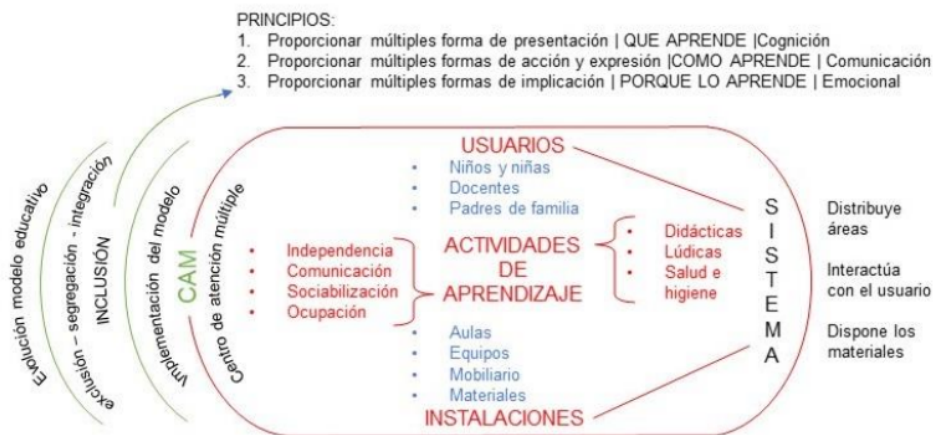 PRINCIPIOS:
1. Proporcionar múltiples forma de presentación | QUE APRENDE |Cognición
2. Proporcionar múltiples formas de acción y expresión |COMO APRENDE | Comunicación
3. Proporcionar múltiples formas de implicación | PORQUE LO APRENDE | Emocional
Evolución modelo educativo
exclusión – segregación - integración
INCLUSIÓN
Implementación del modelo
CAM
Centro de atención múltiple
USUARIOS
• Niños y niñas
• Docentes
• Padres de familia
• Independencia
• Comunicación
• Sociabilización
• Ocupación
ACTIVIDADES
DE
APRENDIZAJE
• Didácticas
• Lúdicas
• Salud e
higiene
• Aulas
• Equipos
• Mobiliario
• Materiales
INSTALACIONES
SISTEMA
Distribuye
áreas
Interactúa
con el usuario
Dispone los
materiales